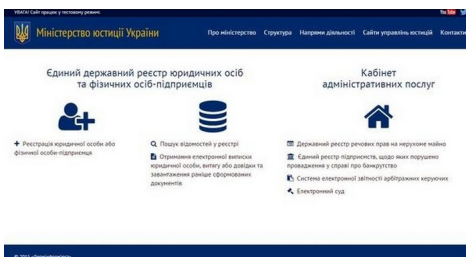 УВАГА! Сайт працює у тестовому режимі.
You Tube
Міністерство юстиції України
Про міністерство Структура Напрями діяльності Сайти управлінь юстиції Контакти
Єдиний державний реєстр юридичних осіб
та фізичних осіб-підприємців
Реєстрація юридичної особи або
фізичної особи-підприємця
Пошук відомостей у реєстрі
Отримання електронної виписки
юридичної особи, витягу або довідки та
завантаження раніше сформованих
документів
Кабінет
адміністративних послуг
Державний реєстр речових прав на нерухоме майно
Єдиний реєстр підприємств, щодо яких порушено
провадження у справі про банкрутство
Система електронної звітності арбітражних керуючих
Електронний суд